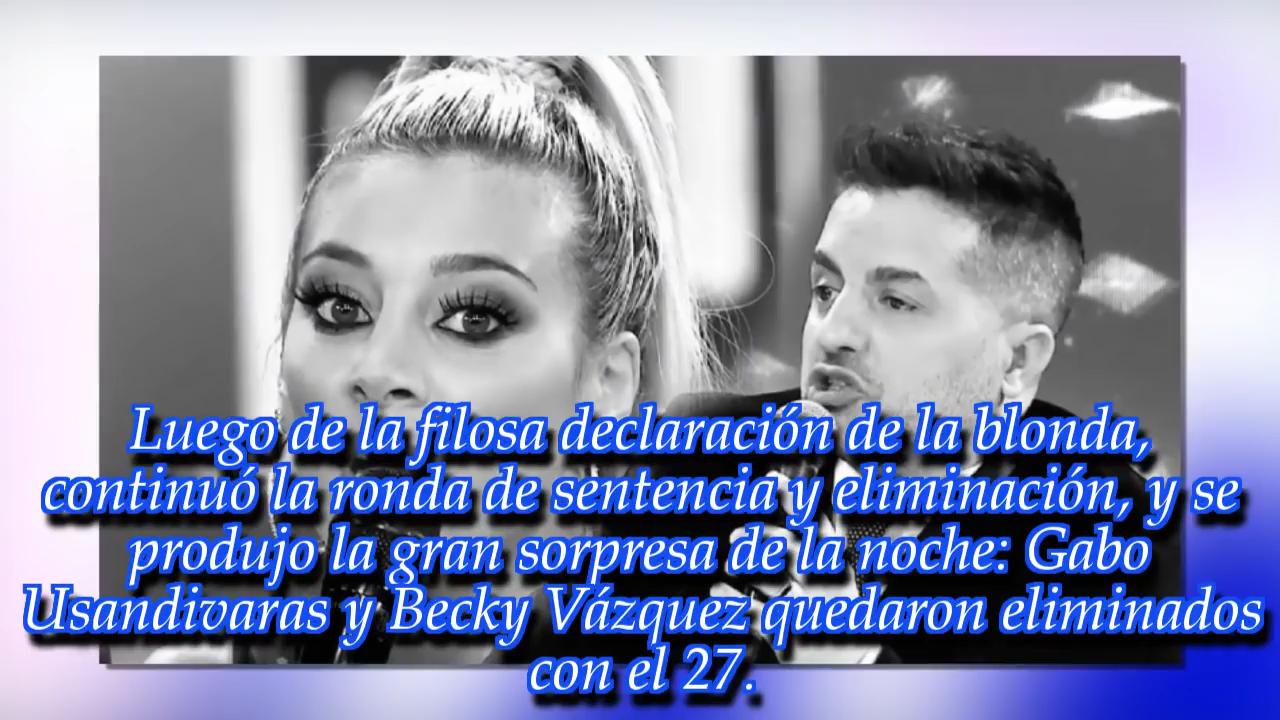 Luego de la filosa declaración de la blonda,
continuó la ronda de sentencia y eliminación, y se
produjo la gran sorpresa de la noche: Gabo
Usandivaras y Becky Vázquez quedaron eliminados
con el 27.